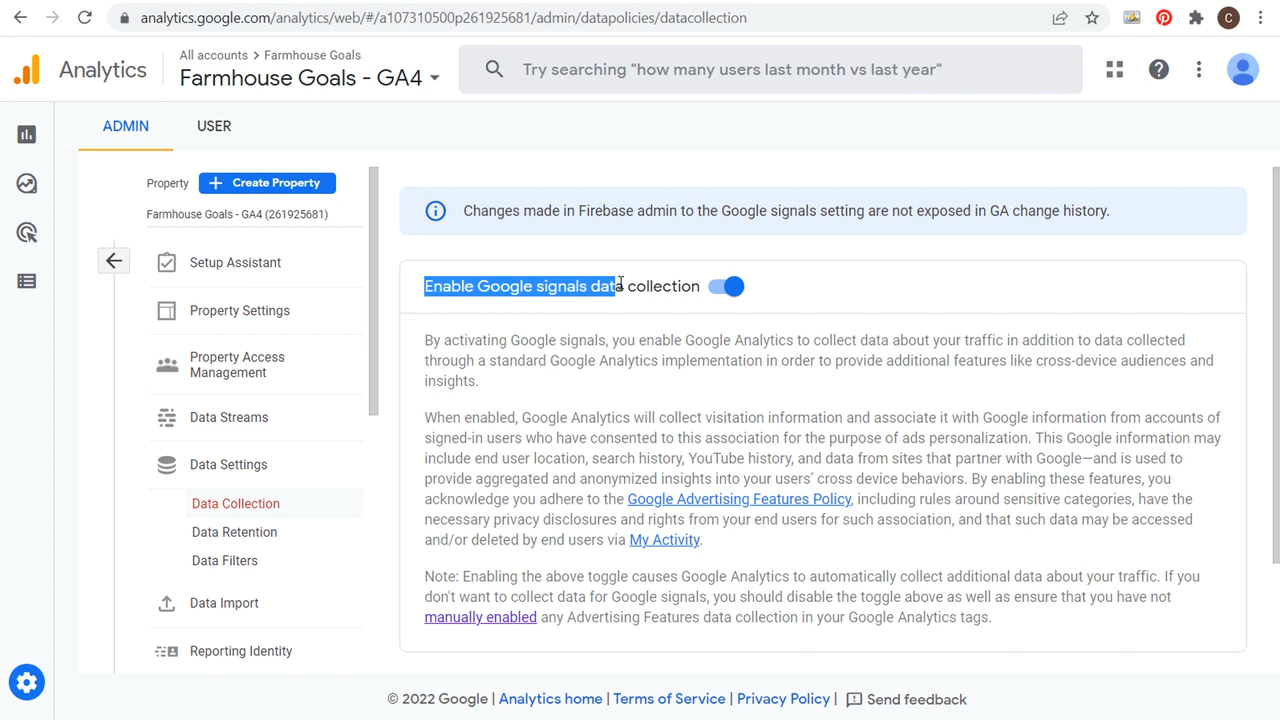 analytics.google.com/analytics/web/#/a107310500p261925681/admin/datapolicies/datacollection
C
Analytics
All accounts > Farmhouse Goals
Farmhouse Goals - GA4
Try searching "how many users last month vs last year"
ADMIN
USER
Property
Create Property
Farmhouse Goals - GA4 (261925681)
Setup Assistant
Property Settings
Property Access
Management
Data Streams
Data Settings
Data Collection
Data Retention
Data Filters
Data Import
Reporting Identity
Changes made in Firebase admin to the Google signals setting are not exposed in GA change history.
Enable Google signals data collection
By activating Google signals, you enable Google Analytics to collect data about your traffic in addition to data collected
through a standard Google Analytics implementation in order to provide additional features like cross-device audiences and
insights.
When enabled, Google Analytics will collect visitation information and associate it with Google information from accounts of
signed-in users who have consented to this association for the purpose of ads personalization. This Google information may
include end user location, search history, YouTube history, and data from sites that partner with Google—and is used to
provide aggregated and anonymized insights into your users' cross device behaviors. By enabling these features, you
acknowledge you adhere to the Google Advertising Features Policy, including rules around sensitive categories, have the
necessary privacy disclosures and rights from your end users for such association, and that such data may be accessed
and/or deleted by end users via My Activity.
Note: Enabling the above toggle causes Google Analytics to automatically collect additional data about your traffic. If you
don't want to collect data for Google signals, you should disable the toggle above as well as ensure that you have not
manually enabled any Advertising Features data collection in your Google Analytics tags.
© 2022 Google | Analytics home | Terms of Service | Privacy Policy | Send feedback